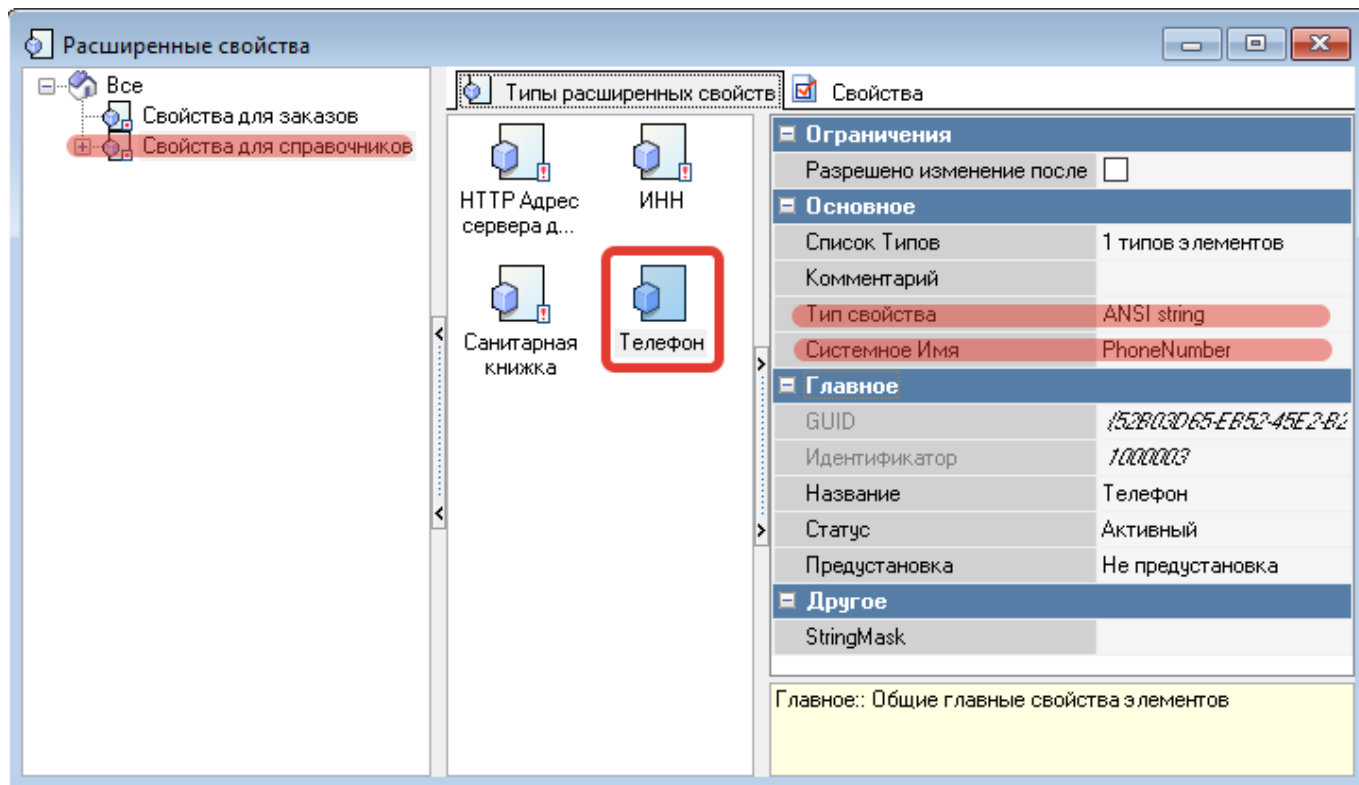 Расширенные свойства
Все
Свойства для заказов
Свойства для справочников
Типы расширенных свойств
Свойства
HTTP Адрес сервера д...
ИНН
Санитарная книжка
Телефон
Ограничения
Разрешено изменение после
Основное
Список Типов 1 типов элементов
Комментарий
Тип свойства ANSI string
Системное Имя PhoneNumber
Главное
GUID {52B03D65-EB52-45E2-B2
Идентификатор 1000003
Название Телефон
Статус Активный
Предустановка Не предустановка
Другое
StringMask
Главное:: Общие главные свойства элементов